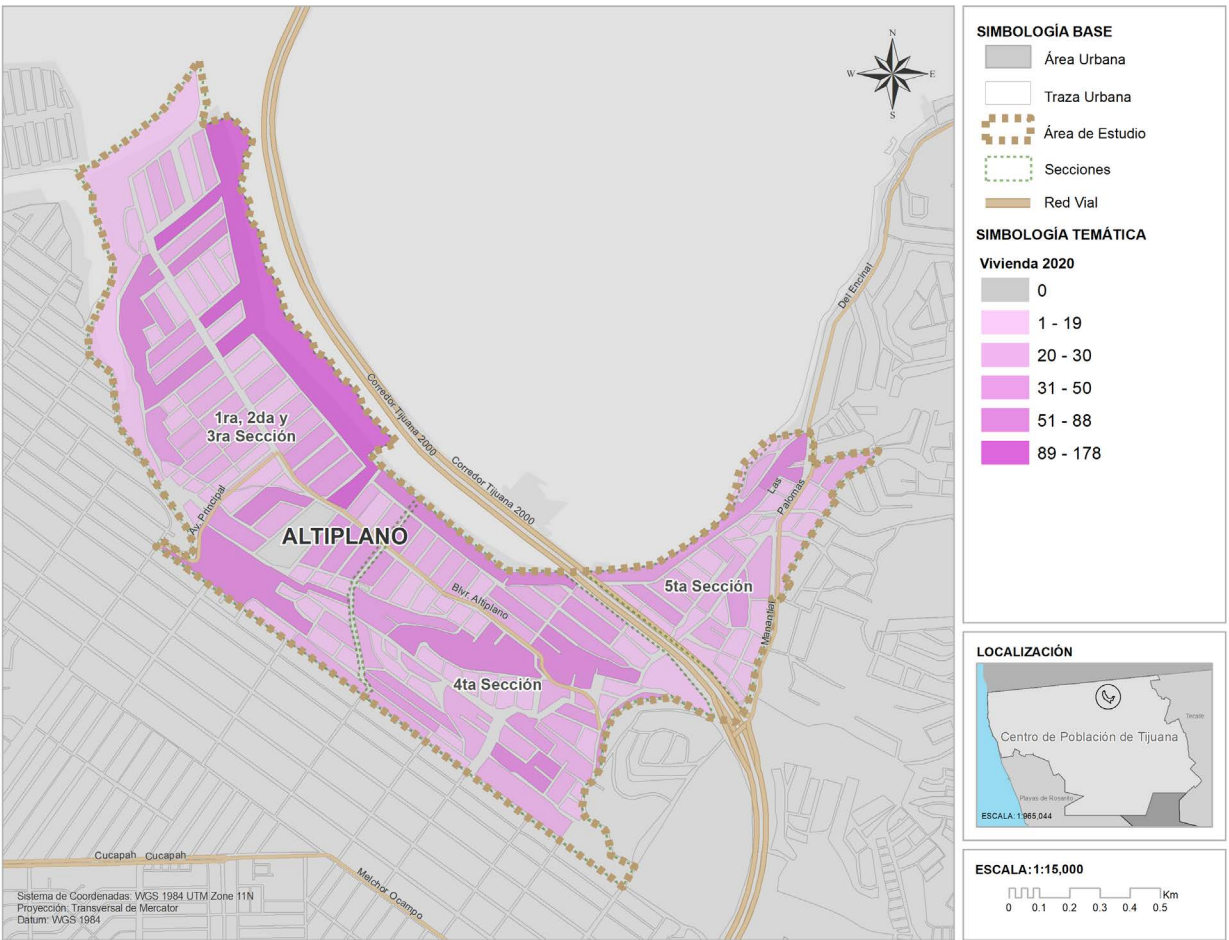 N
W
E
S
Del Encinal
Corredor Tijuana 2000
Corredor Tijuana 2000
1ra, 2da y
3ra Sección
Av. Principal
ALTIPLANO
Las
Palomas
5ta Sección
Blvr. Altiplano
Manantial
4ta Sección
Cucapah
Cucapah
Melchor Ocampo
Sistema de Coordenadas: WGS 1984 UTM Zone 11N
Proyección: Transversal de Mercator
Datum: WGS 1984
SIMBOLOGÍA BASE
Área Urbana
Traza Urbana
Área de Estudio
Secciones
Red Vial
SIMBOLOGÍA TEMÁTICA
Vivienda 2020
0
1 - 19
20 - 30
31 - 50
51 - 88
89 - 178
LOCALIZACIÓN
Tecate
Centro de Población de Tijuana
Playas de Rosarito
ESCALA: 1:965,044
ESCALA: 1:15,000
Km
0 0.1 0.2 0.3 0.4 0.5